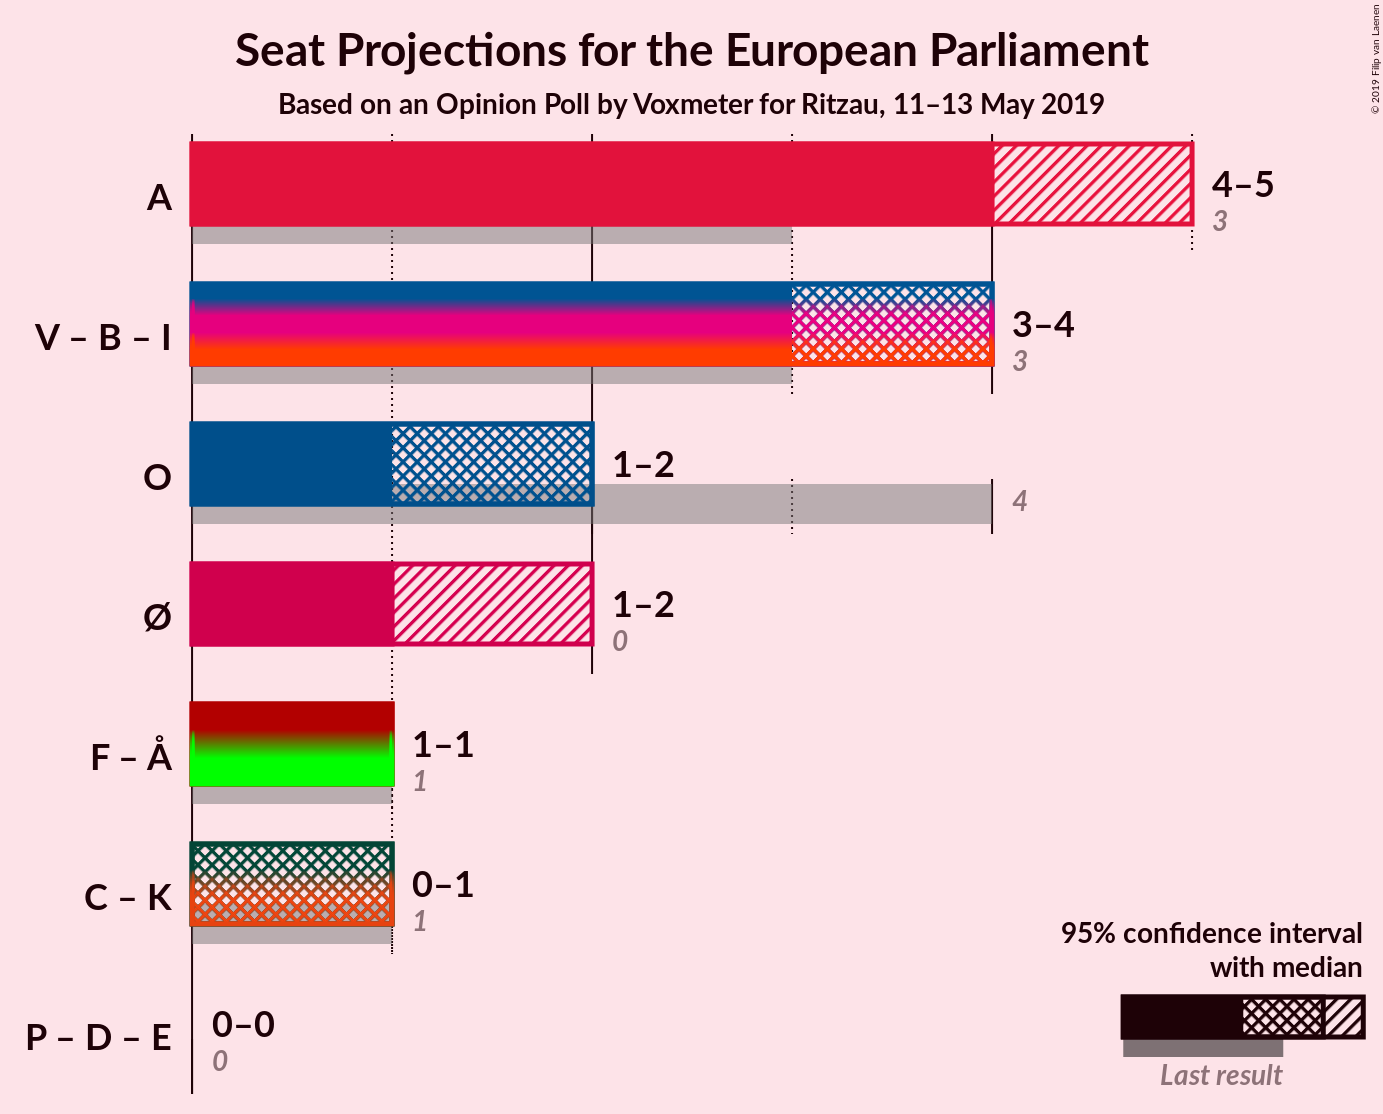 Seat Projections for the European Parliament
Based on an Opinion Poll by Voxmeter for Ritzau, 11–13 May 2019
© 2019 Filip van Laenen
A
4–5
3
V – B – I
3–4
3
O
1–2
4
Ø
1–2
0
F – Å
1–1
1
C – K
0–1
1
P – D – E
0–0
0
95% confidence interval
with median
Last result